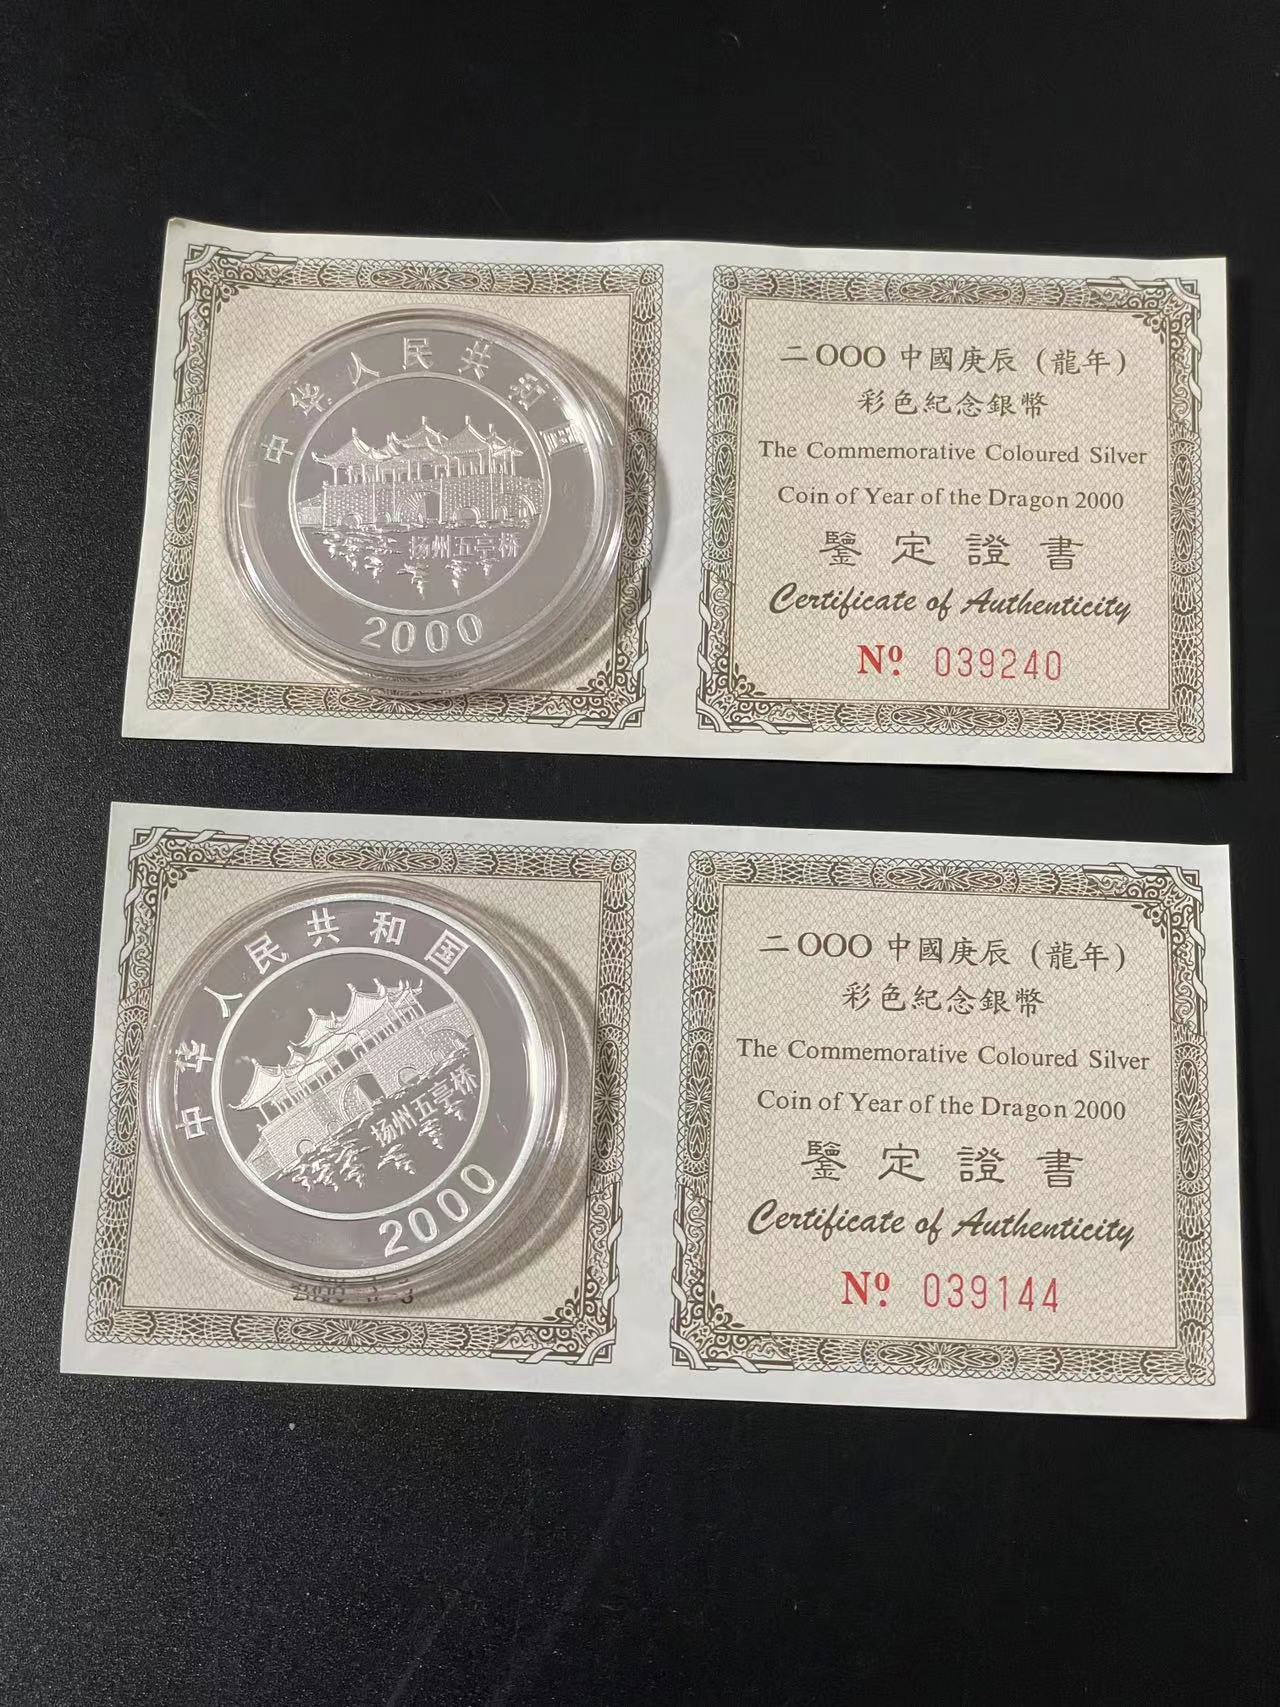 中华人民共和国
扬州五亭桥
2000
二OOO中國庚辰(龍年)
彩色紀念銀幣
The Commemorative Coloured Silver
Coin of Year of the Dragon 2000
鑒定證書
Certificate of Authenticity
Nº. 039240
中华人民共和国
扬州五亭桥
2000
二OOO中國庚辰(龍年)
彩色紀念銀幣
The Commemorative Coloured Silver
Coin of Year of the Dragon 2000
鑒定證書
Certificate of Authenticity
Nº. 039144